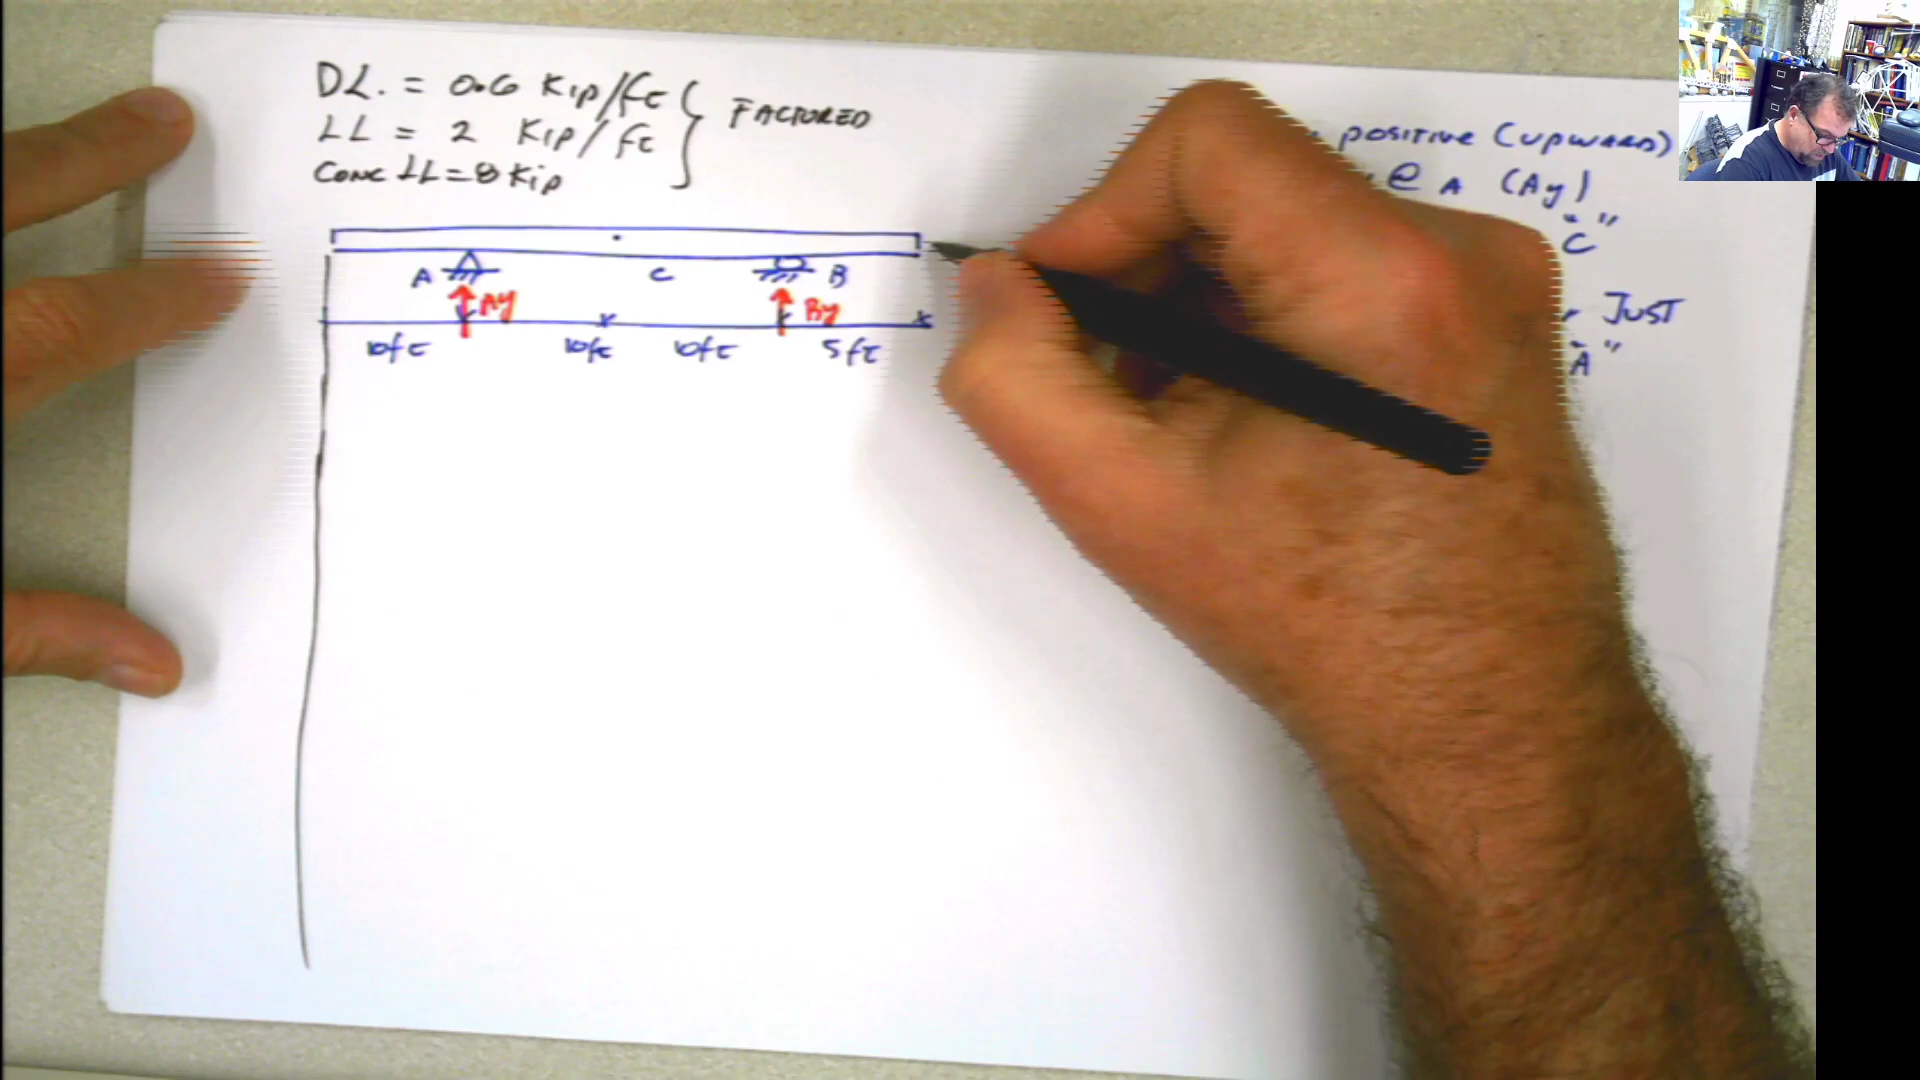 DL. = 0.6 Kip/ft
LL = 2 Kip/ft
CONC LL = 8 Kip
FACTORED
positive (upward)
@ A (Ay)
"C"
JUST
"A"
A
C
B
Ay
By
10ft
10ft
10ft
5ft